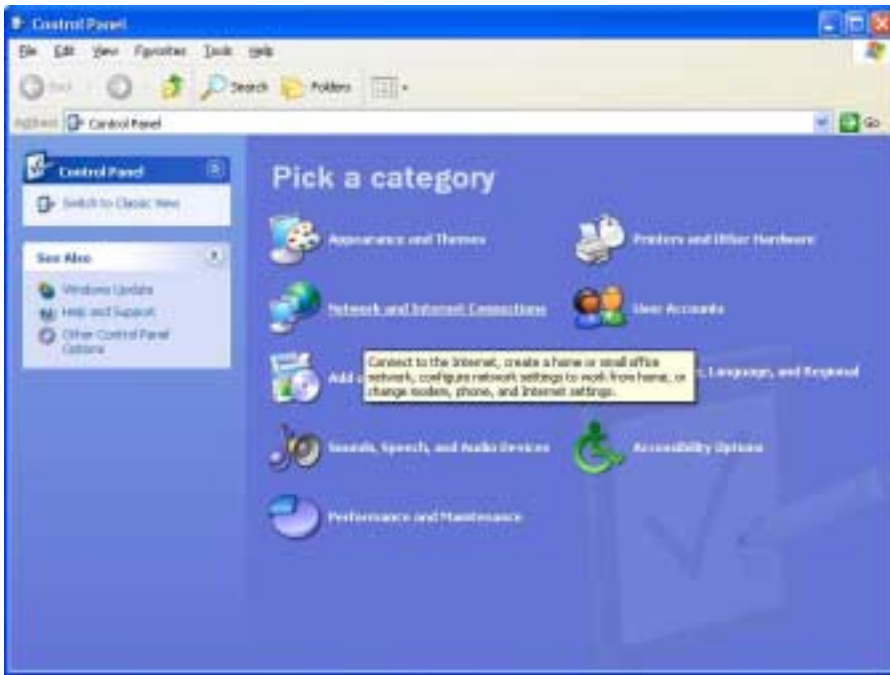 Control Panel
File Edit View Favorites Tools Help
Back Search Folders
Address Control Panel Go
Control Panel
Switch to Classic View
See Also
Windows Update
Help and Support
Other Control Panel
Options
Pick a category
Appearance and Themes
Printers and Other Hardware
Network and Internet Connections
User Accounts
Add
Connect to the Internet, create a home or small office
network, configure network settings to work from home, or
change modem, phone, and Internet settings.
, Language, and Regional
Sounds, Speech, and Audio Devices
Accessibility Options
Performance and Maintenance